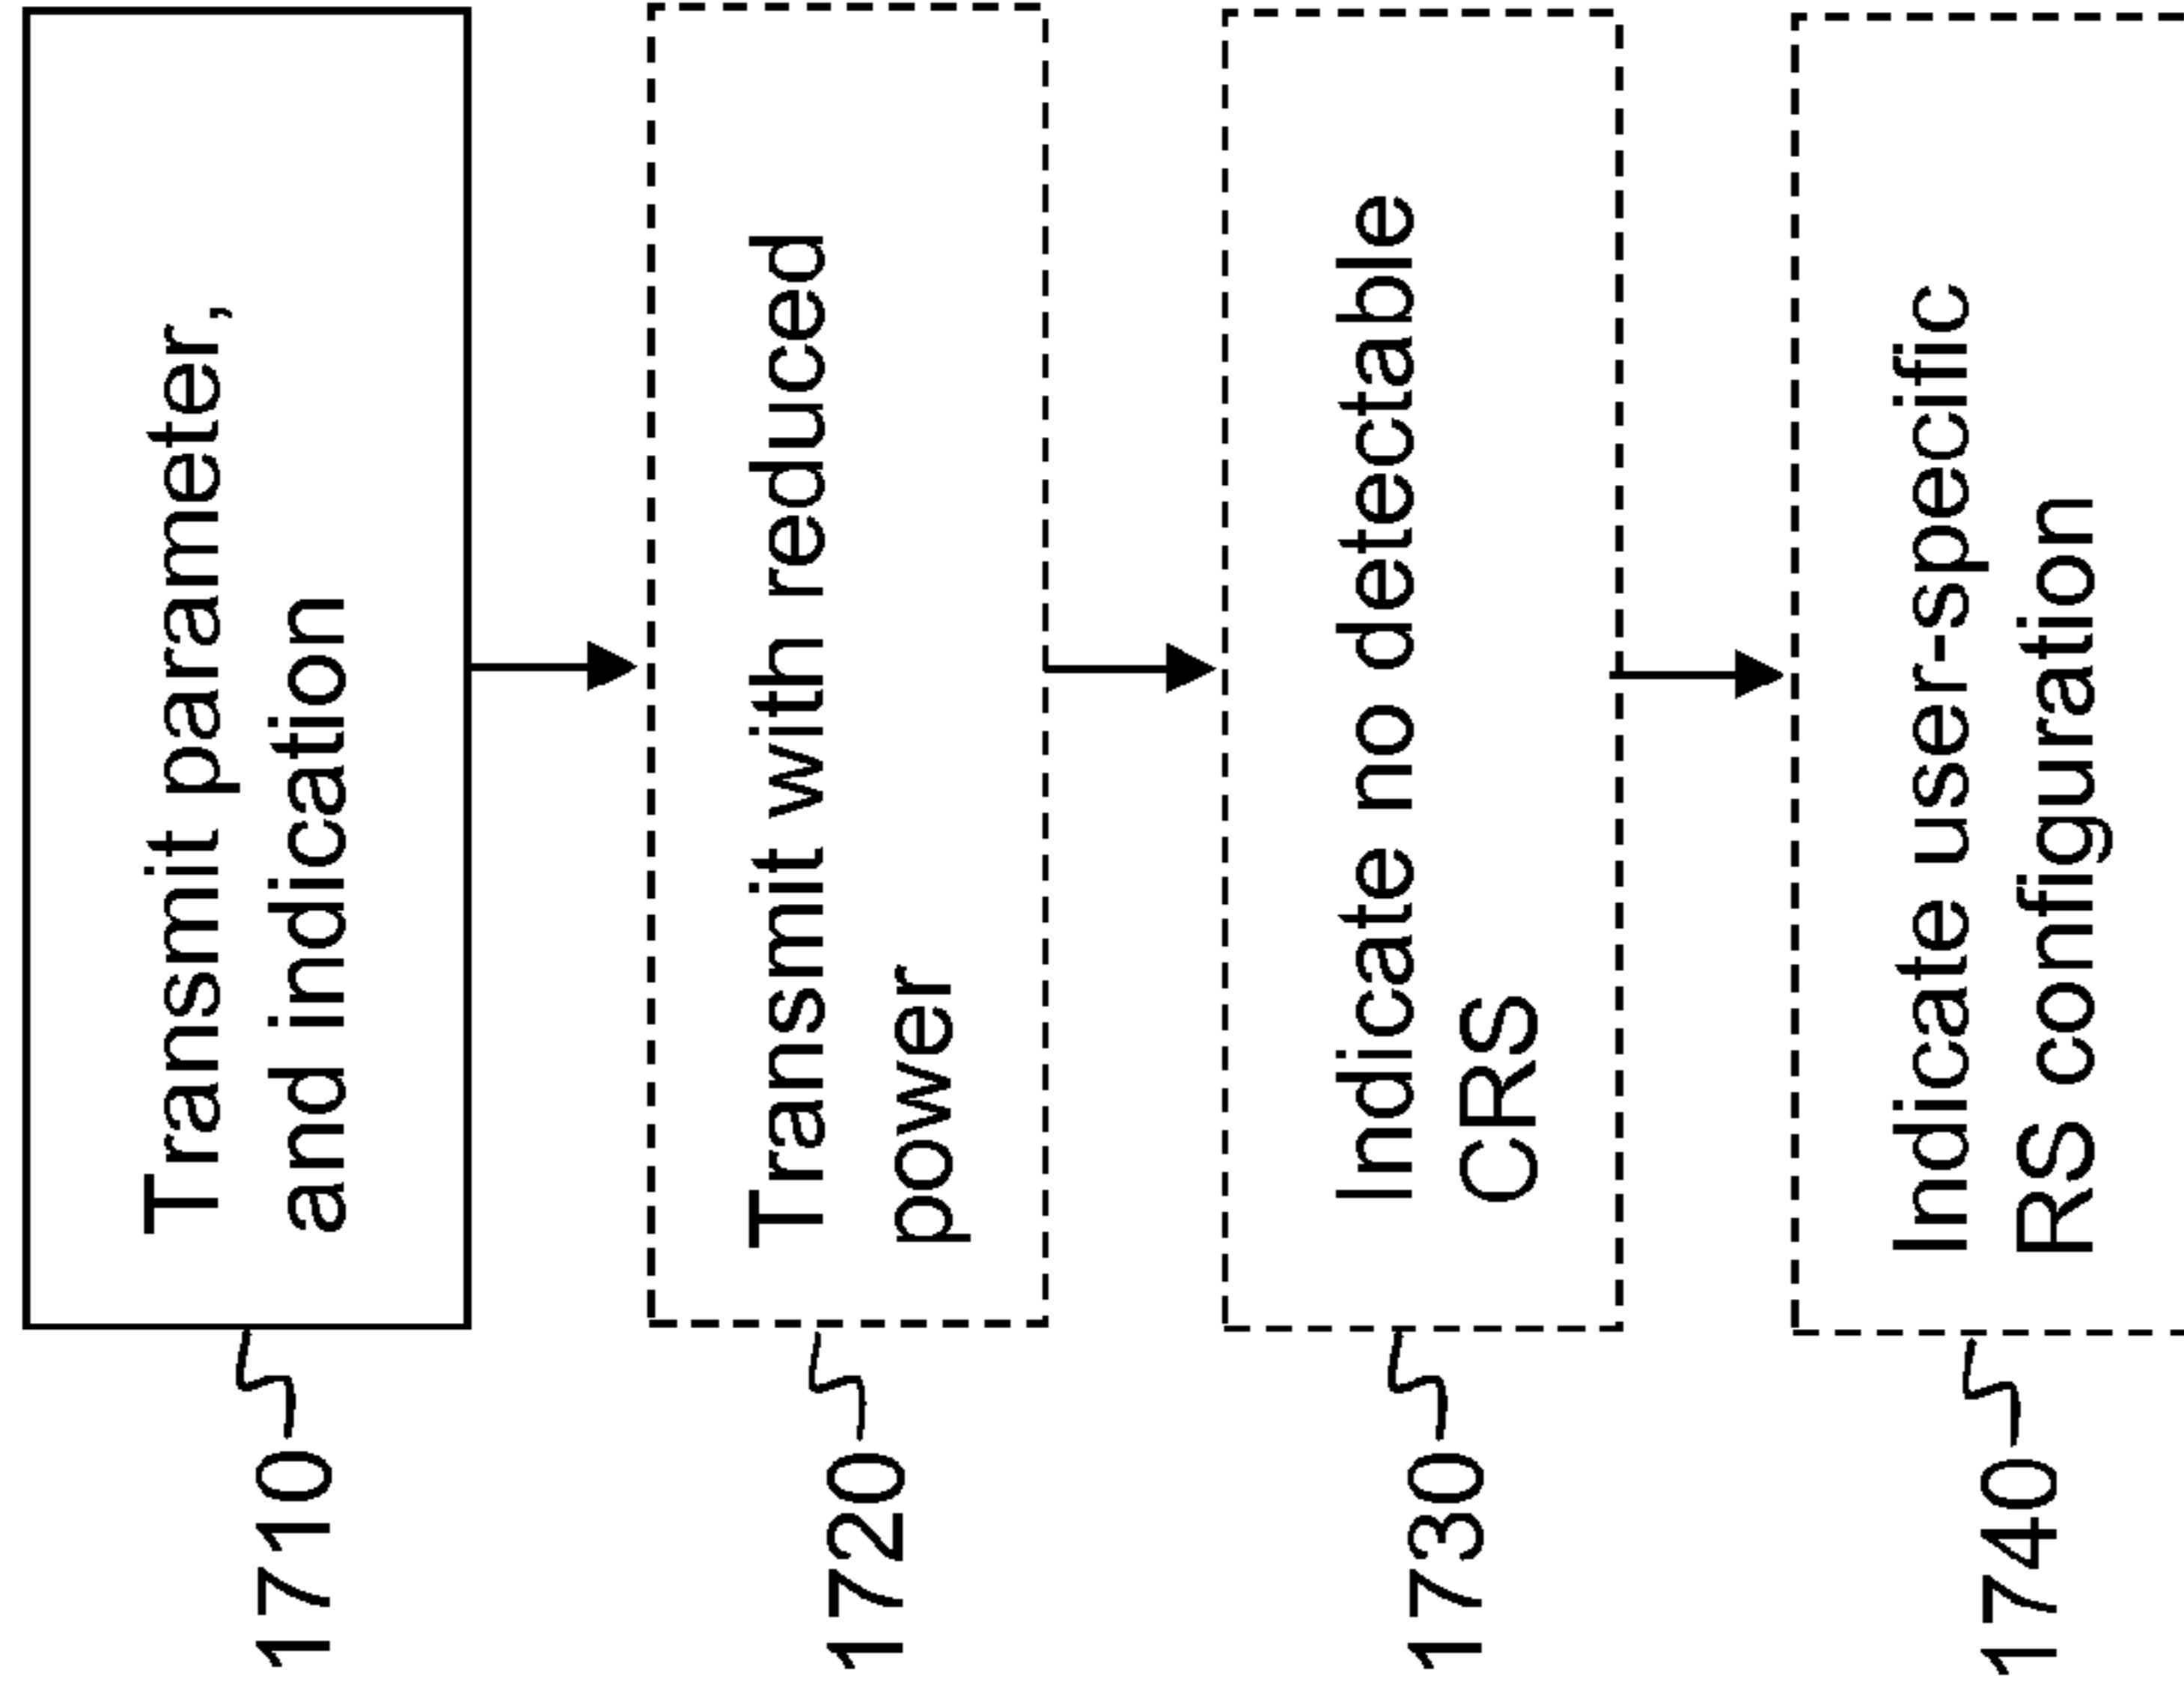 1710
Transmit parameter,
and indication
1720
Transmit with reduced
power
1730
Indicate no detectable
CRS
1740
Indicate user-specific
RS configuration